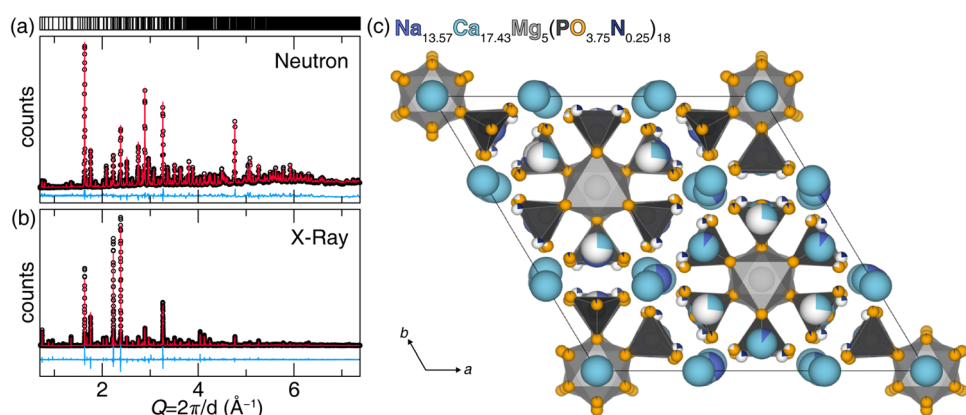 (a)
Neutron
counts
(b)
X-Ray
counts
2 4 6
Q=2π/d (Å⁻¹)
(c) Na₁₃.₅₇Ca₁₇.₄₃Mg₅(PO₃.₇₅N₀.₂₅)₁₈
b
a